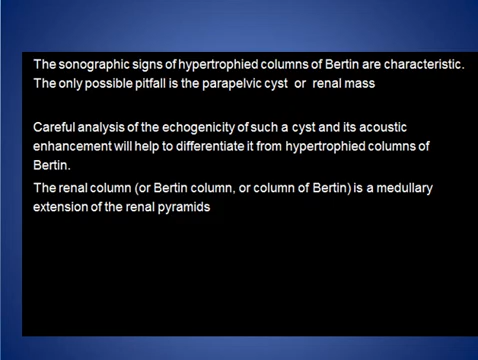 The sonographic signs of hypertrophied columns of Bertin are characteristic.
The only possible pitfall is the parapelvic cyst or renal mass
Careful analysis of the echogenicity of such a cyst and its acoustic
enhancement will help to differentiate it from hypertrophied columns of
Bertin.
The renal column (or Bertin column, or column of Bertin) is a medullary
extension of the renal pyramids